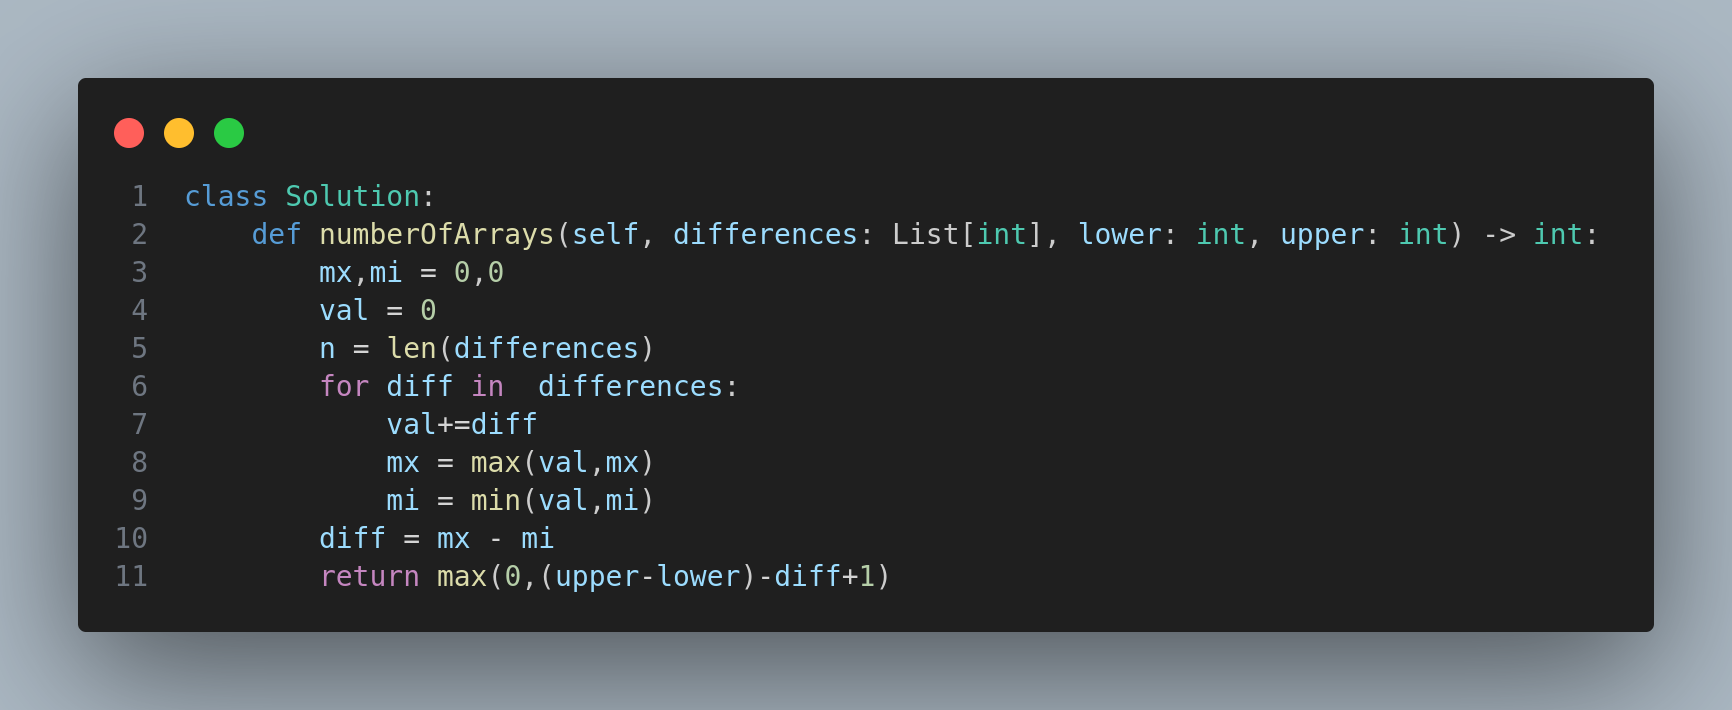 1 class Solution:
2     def numberOfArrays(self, differences: List[int], lower: int, upper: int) -> int:
3         mx,mi = 0,0
4         val = 0
5         n = len(differences)
6         for diff in  differences:
7             val+=diff
8             mx = max(val,mx)
9             mi = min(val,mi)
10         diff = mx - mi
11         return max(0,(upper-lower)-diff+1)